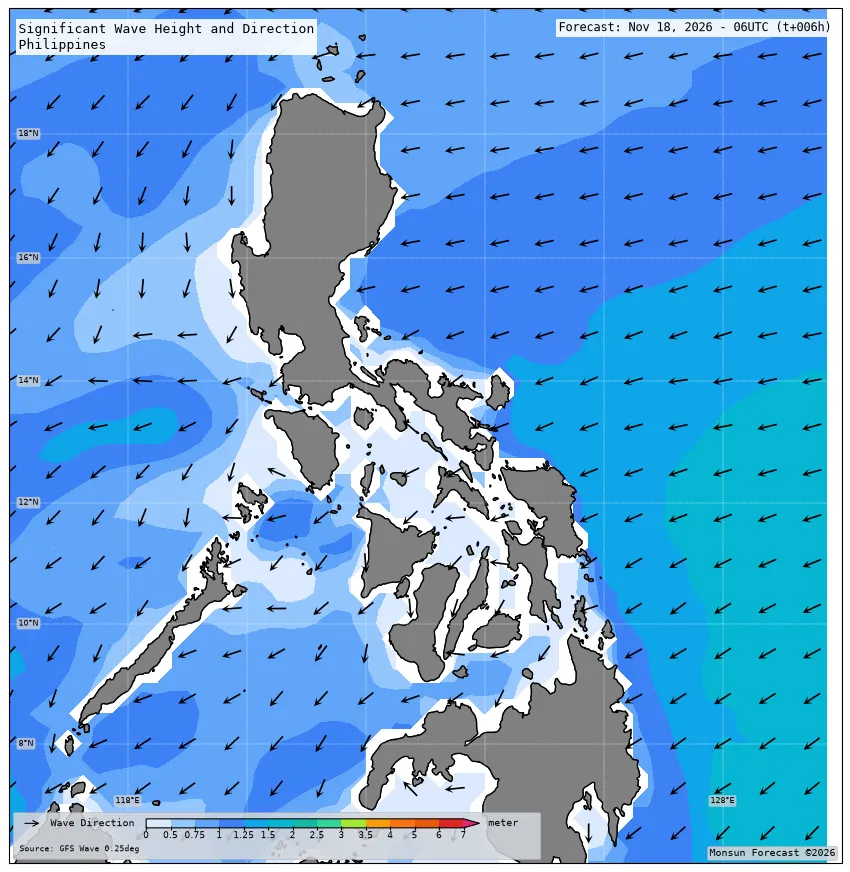 Significant Wave Height and Direction
Philippines
Forecast: Nov 18, 2026 - 06UTC (t+006h)
18°N
16°N
14°N
12°N
10°N
8°N
118°E
128°E
Wave Direction
0 0.5 0.75 1 1.25 1.5 2 2.5 3 3.5 4 5 6 7
meter
Source: GFS Wave 0.25deg
Monsun Forecast ©2026